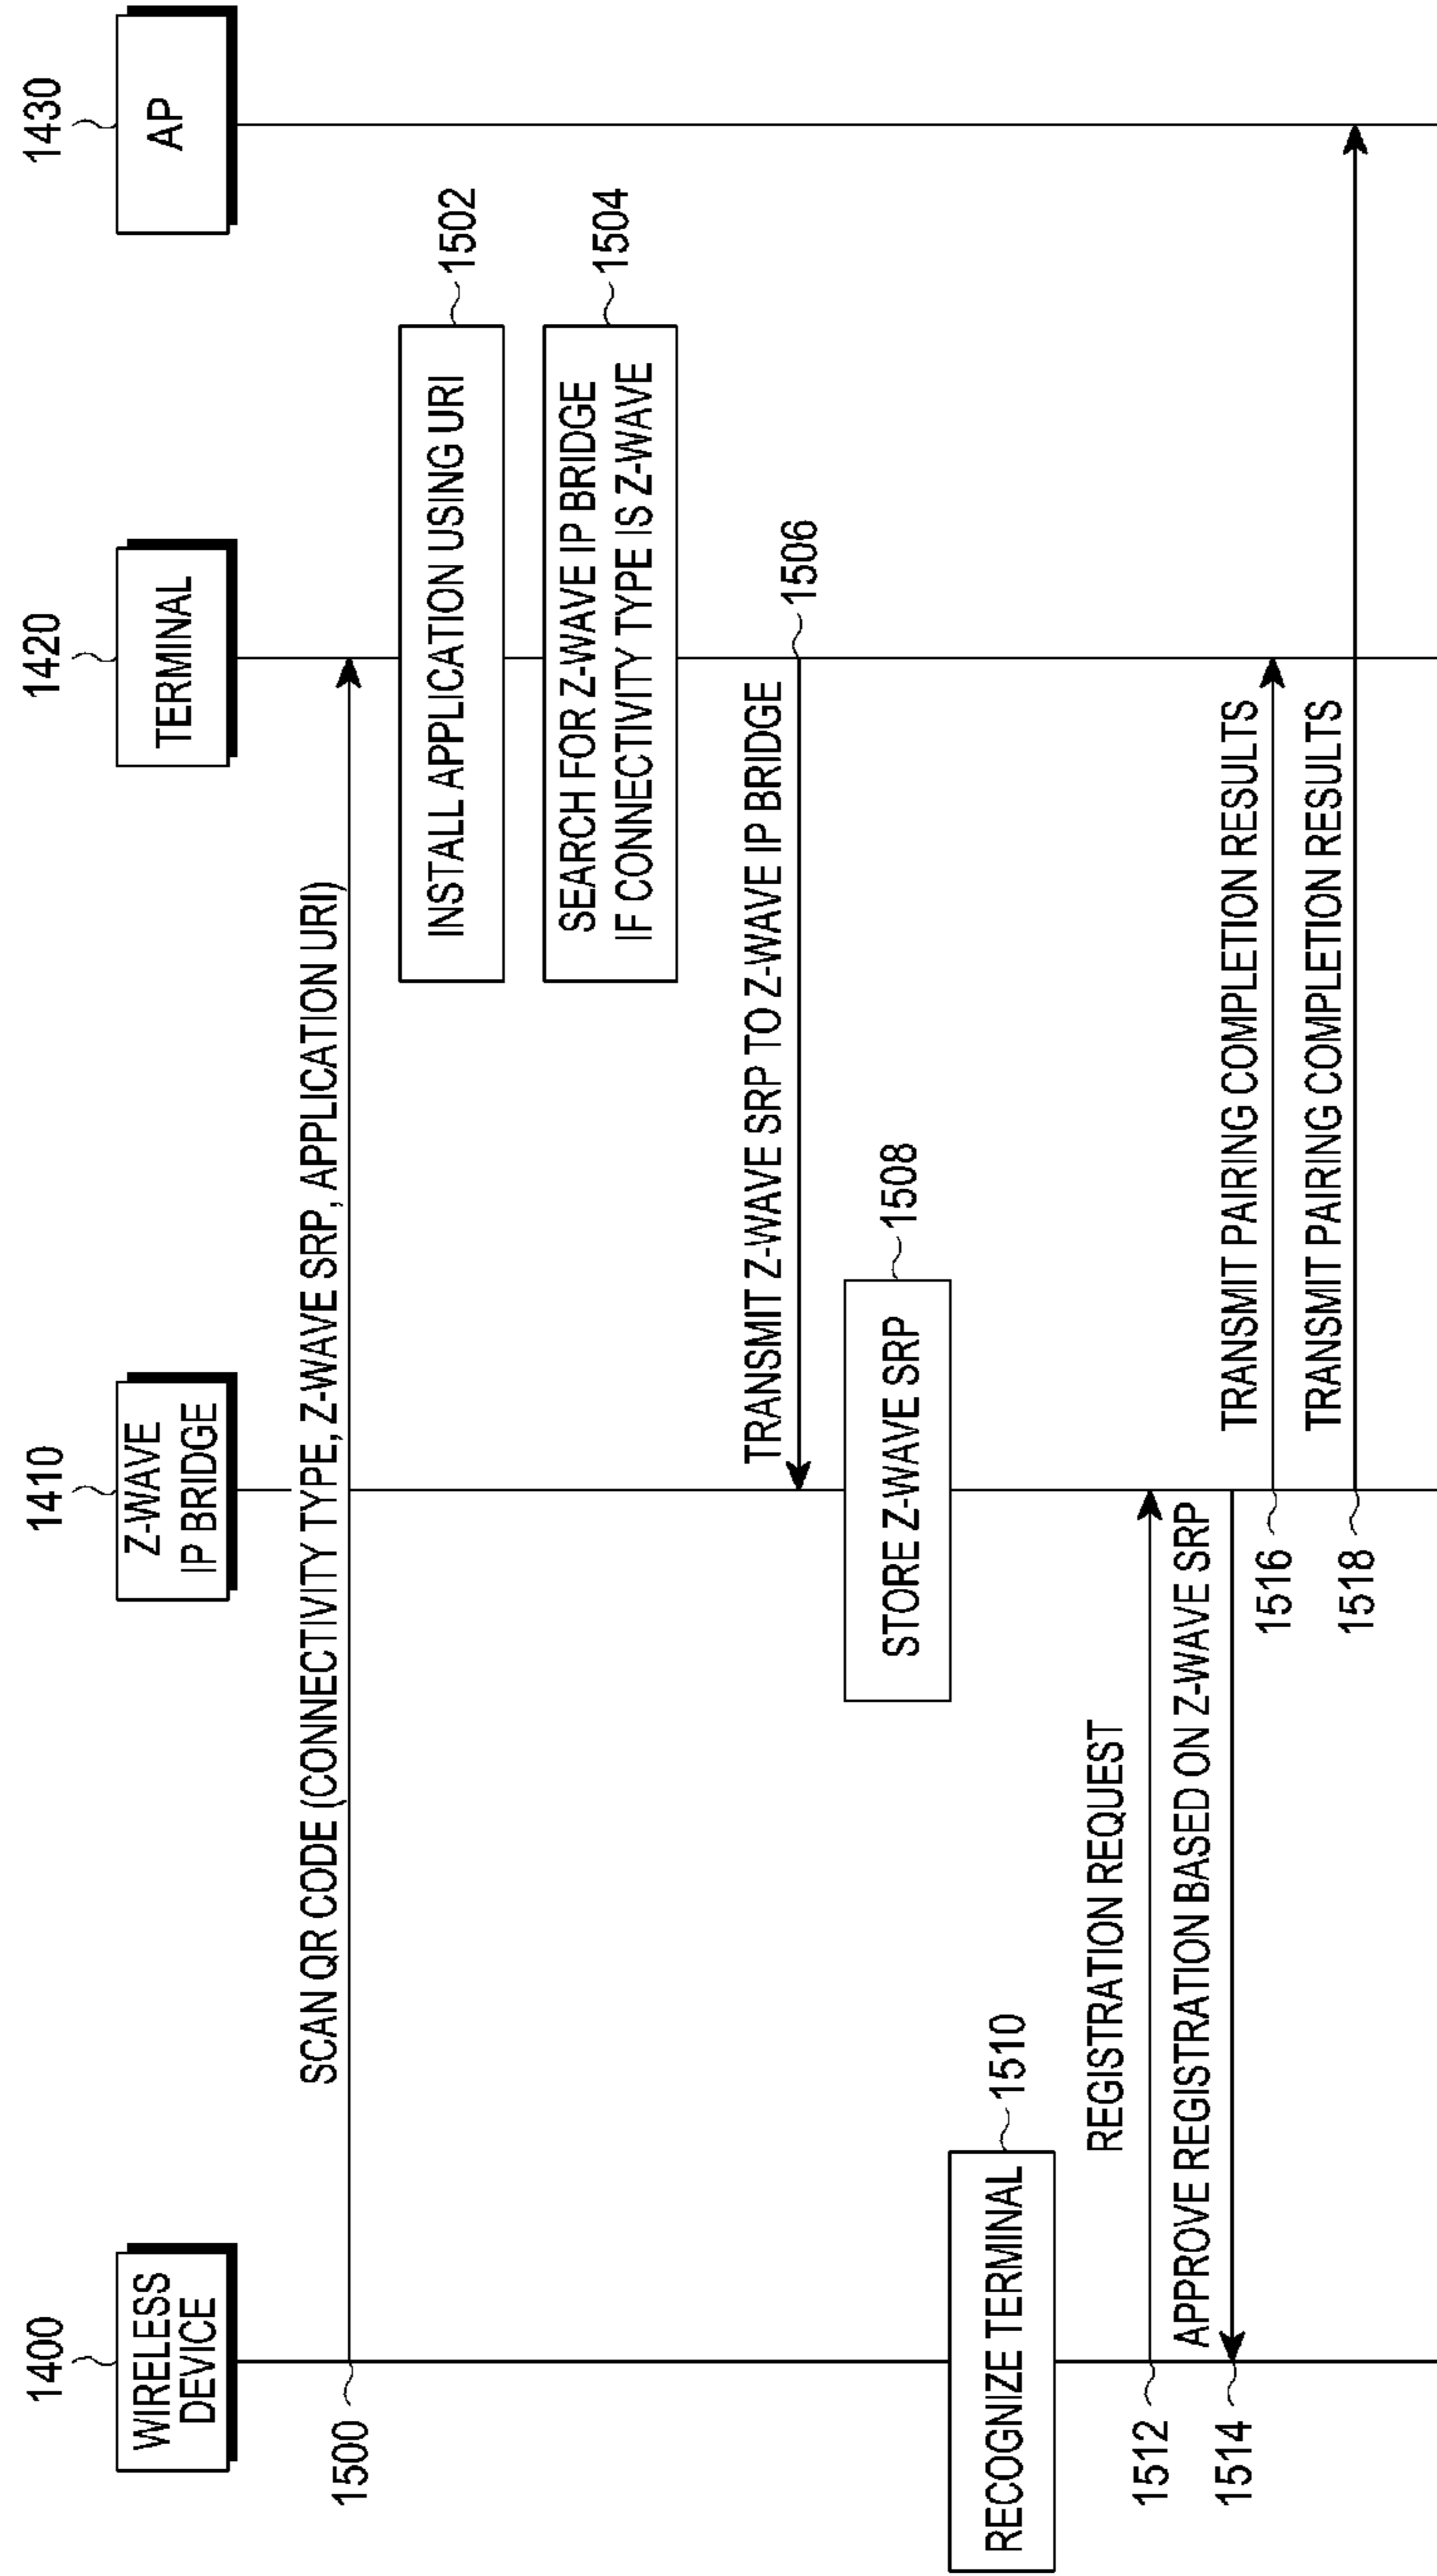 1400
WIRELESS
DEVICE
1410
Z-WAVE
IP BRIDGE
1420
TERMINAL
1430
AP
1500
SCAN QR CODE (CONNECTIVITY TYPE, Z-WAVE SRP, APPLICATION URI)
INSTALL APPLICATION USING URI
1502
SEARCH FOR Z-WAVE IP BRIDGE
IF CONNECTIVITY TYPE IS Z-WAVE
1504
TRANSMIT Z-WAVE SRP TO Z-WAVE IP BRIDGE
1506
STORE Z-WAVE SRP
1508
RECOGNIZE TERMINAL
1510
REGISTRATION REQUEST
1512
APPROVE REGISTRATION BASED ON Z-WAVE SRP
1514
TRANSMIT PAIRING COMPLETION RESULTS
1516
TRANSMIT PAIRING COMPLETION RESULTS
1518